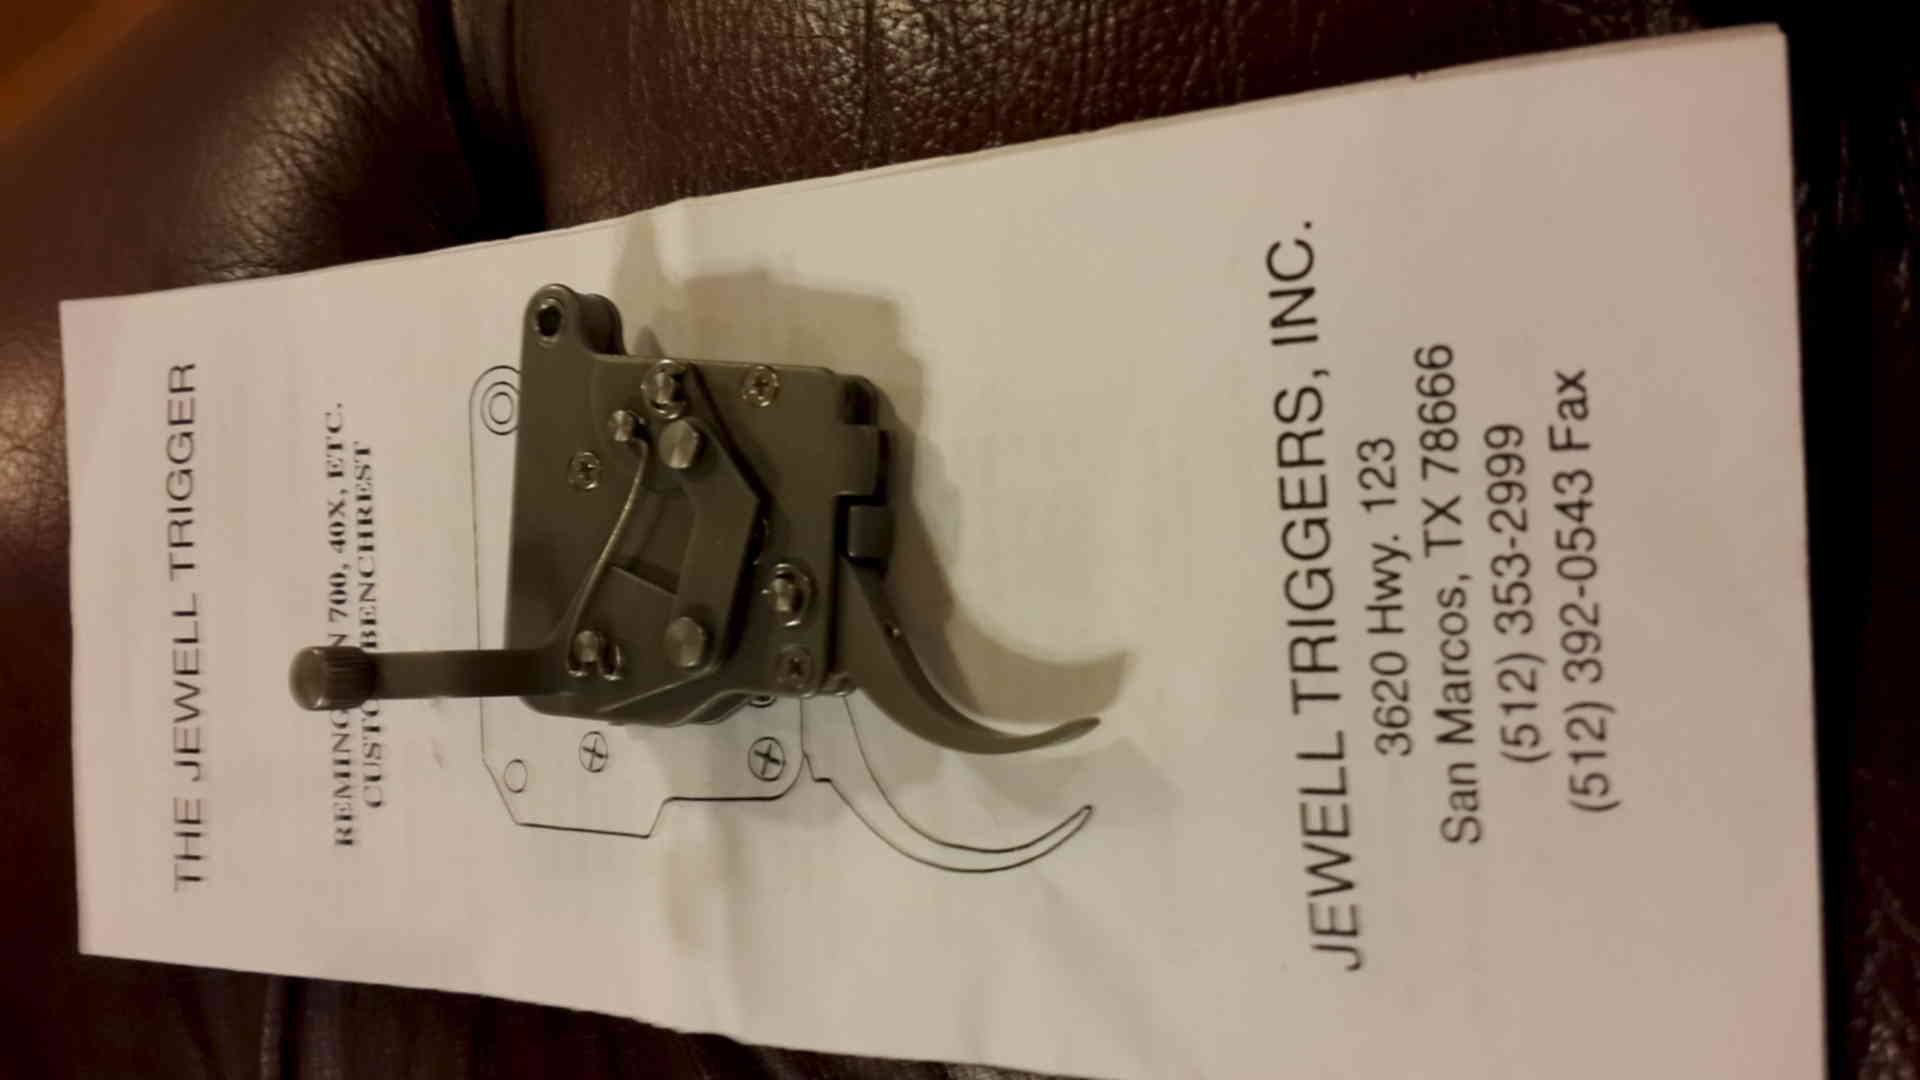 THE JEWELL TRIGGER
REMINGTON 700, 40X, ETC.
CUSTOM BENCHREST
JEWELL TRIGGERS, INC.
3620 Hwy. 123
San Marcos, TX 78666
(512) 353-2999
(512) 392-0543 Fax